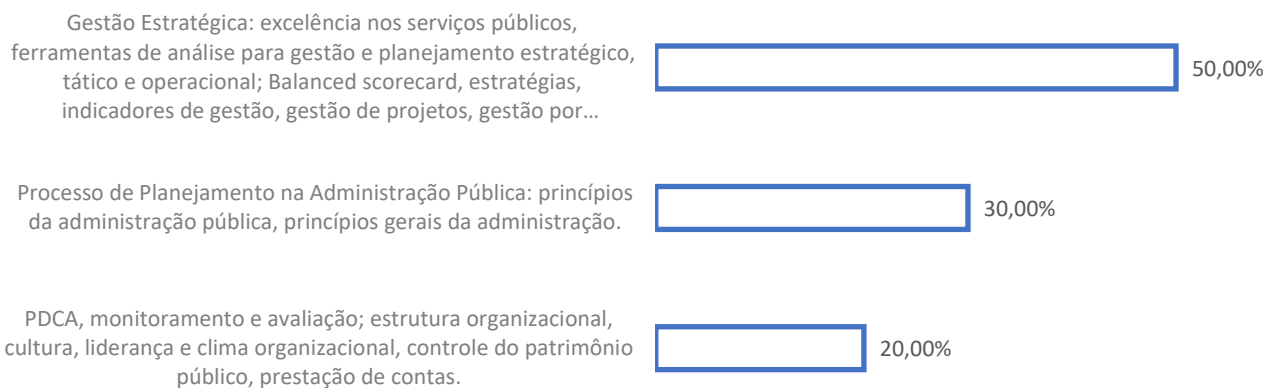 Gestão Estratégica: excelência nos serviços públicos,
ferramentas de análise para gestão e planejamento estratégico,
tático e operacional; Balanced scorecard, estratégias,
indicadores de gestão, gestão de projetos, gestão por...
50,00%
Processo de Planejamento na Administração Pública: princípios
da administração pública, princípios gerais da administração.
30,00%
PDCA, monitoramento e avaliação; estrutura organizacional,
cultura, liderança e clima organizacional, controle do patrimônio
público, prestação de contas.
20,00%